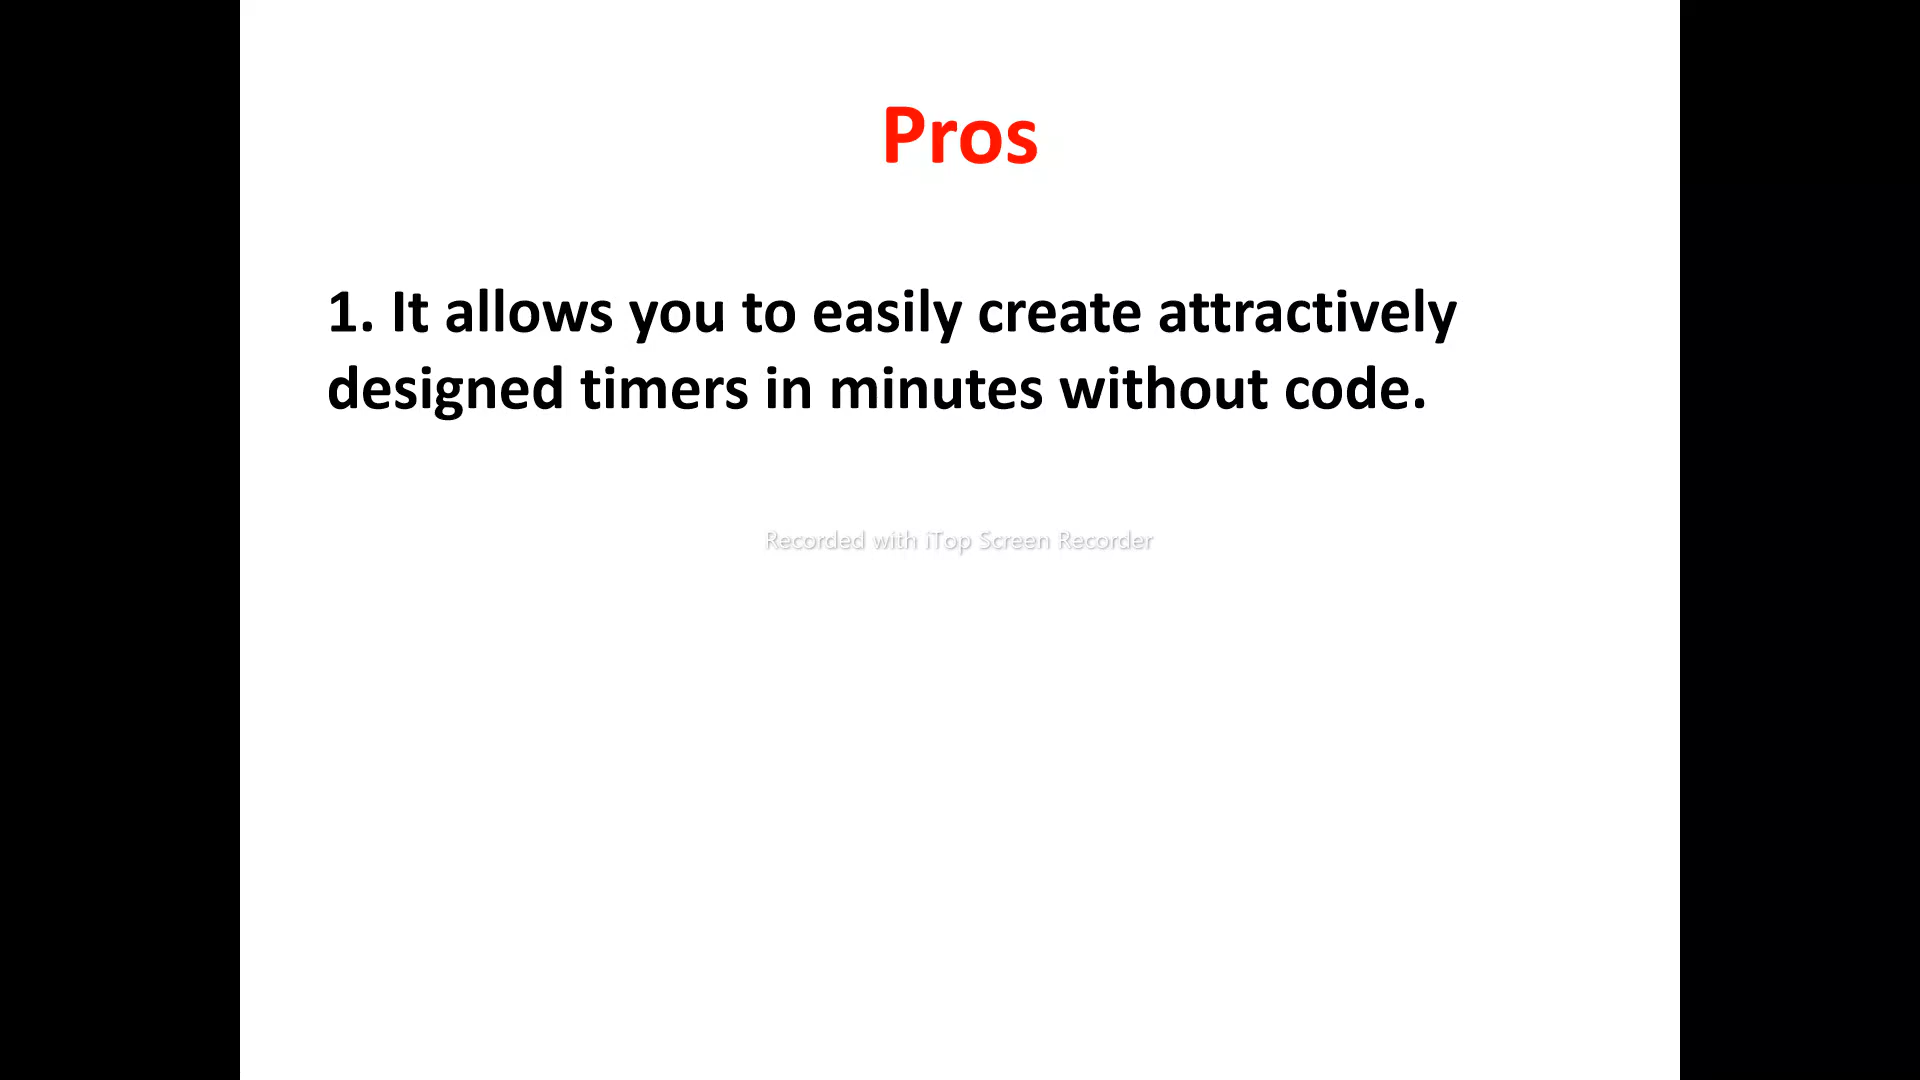 Pros
1. It allows you to easily create attractively
designed timers in minutes without code.
Recorded with iTop Screen Recorder